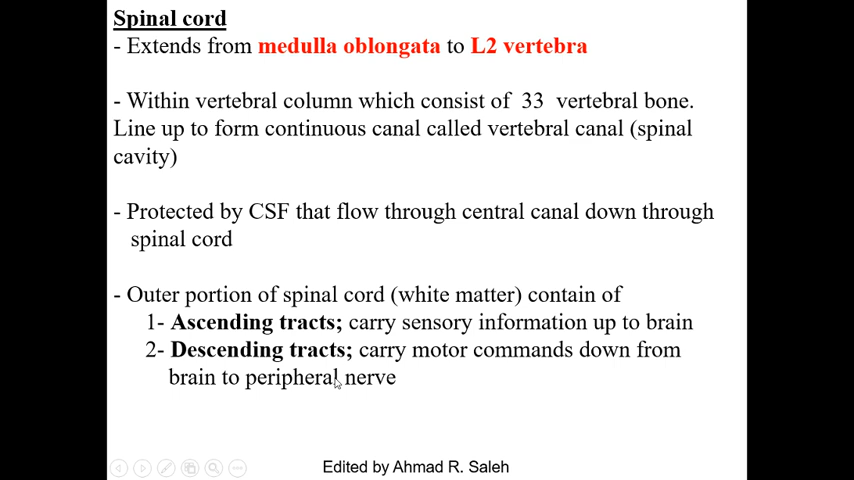 Spinal cord
- Extends from medulla oblongata to L2 vertebra
- Within vertebral column which consist of 33 vertebral bone.
Line up to form continuous canal called vertebral canal (spinal
cavity)
- Protected by CSF that flow through central canal down through
spinal cord
- Outer portion of spinal cord (white matter) contain of
1- Ascending tracts; carry sensory information up to brain
2- Descending tracts; carry motor commands down from
brain to peripheral nerve
Edited by Ahmad R. Saleh